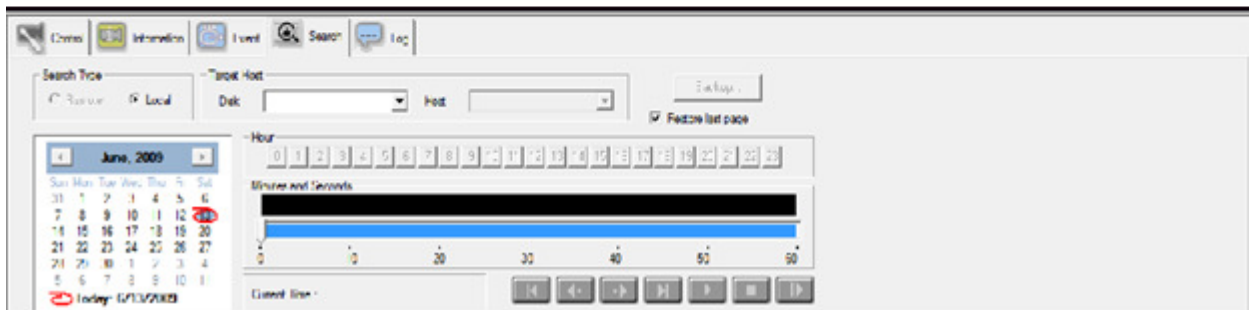 Control Information Event Search Log
Search Type Target Host
Remote Local Disk Host Backup...
Restore last page
Hour
June, 2009
0 1 2 3 4 5 6 7 8 9 10 11 12 13 14 15 16 17 18 19 20 21 22 23
Sun Mon Tue Wed Thu Fri Sat
Minutes and Seconds
31 1 2 3 4 5 6
7 8 9 10 11 12 13
14 15 16 17 18 19 20
21 22 23 24 25 26 27
28 29 30 1 2 3 4
5 6 7 8 9 10 11
0 10 20 30 40 50 60
Today: 6/13/2009
Current Time :